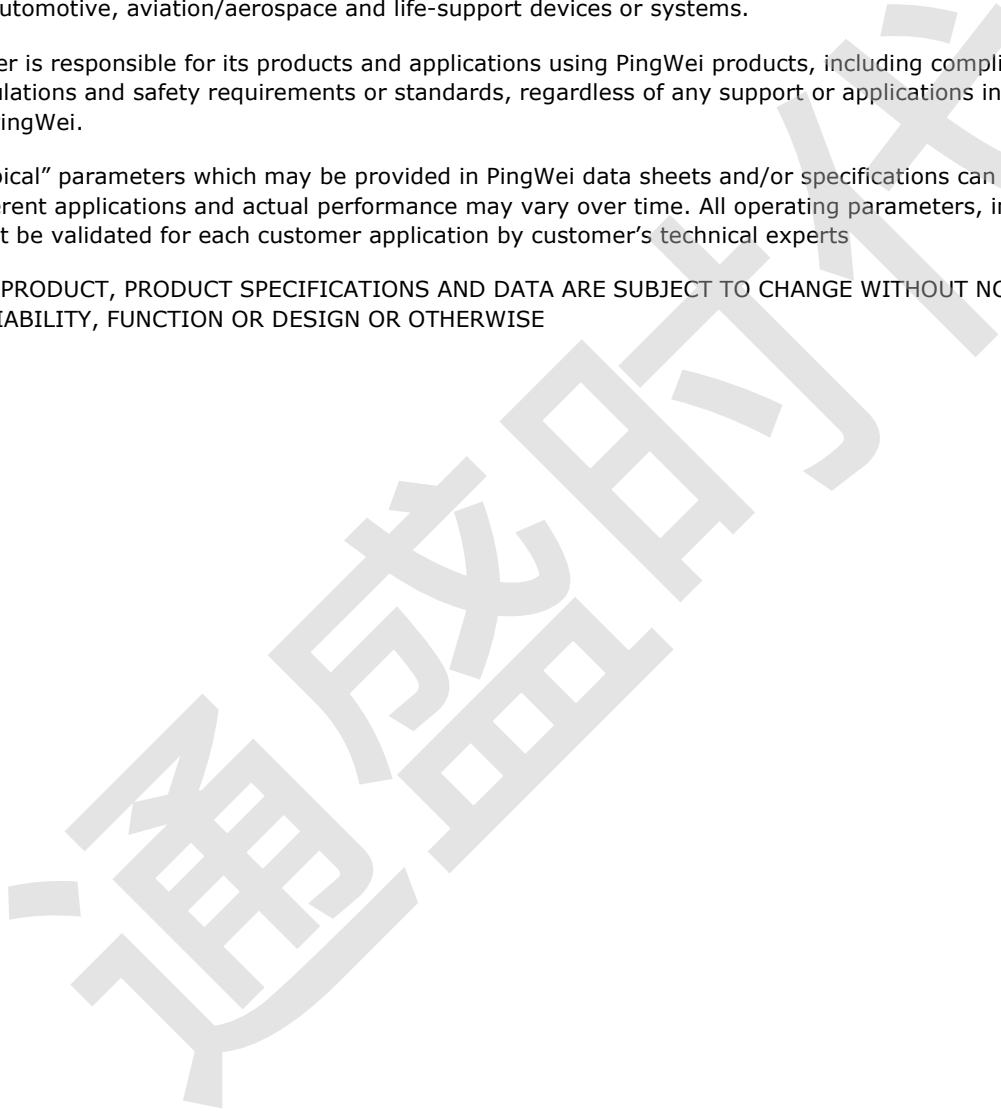 utomotive, aviation/aerospace and life-support devices or systems.
er is responsible for its products and applications using PingWei products, including compli
ulations and safety requirements or standards, regardless of any support or applications in
ingWei.
ical” parameters which may be provided in PingWei data sheets and/or specifications can
erent applications and actual performance may vary over time. All operating parameters, i
t be validated for each customer application by customer’s technical experts
PRODUCT, PRODUCT SPECIFICATIONS AND DATA ARE SUBJECT TO CHANGE WITHOUT NO
IABILITY, FUNCTION OR DESIGN OR OTHERWISE
通盛时代